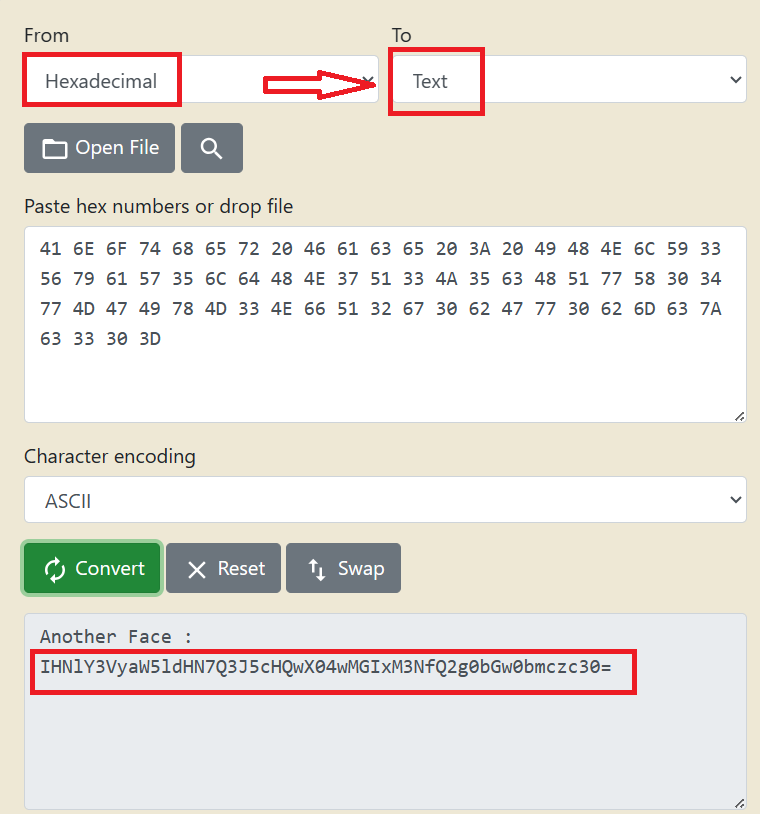 From To
Hexadecimal Text
Open File
Paste hex numbers or drop file
41 6E 6F 74 68 65 72 20 46 61 63 65 20 3A 20 49 48 4E 6C 59 33
56 79 61 57 35 6C 64 48 4E 37 51 33 4A 35 63 48 51 77 58 30 34
77 4D 47 49 78 4D 33 4E 66 51 32 67 30 62 47 77 30 62 6D 63 7A
63 33 30 3D
Character encoding
ASCII
Convert Reset Swap
Another Face :
IHNlY3VyaW5ldHN7Q3J5cHQwX04wMGIxM3NfQ2g0bGw0bmczc30=